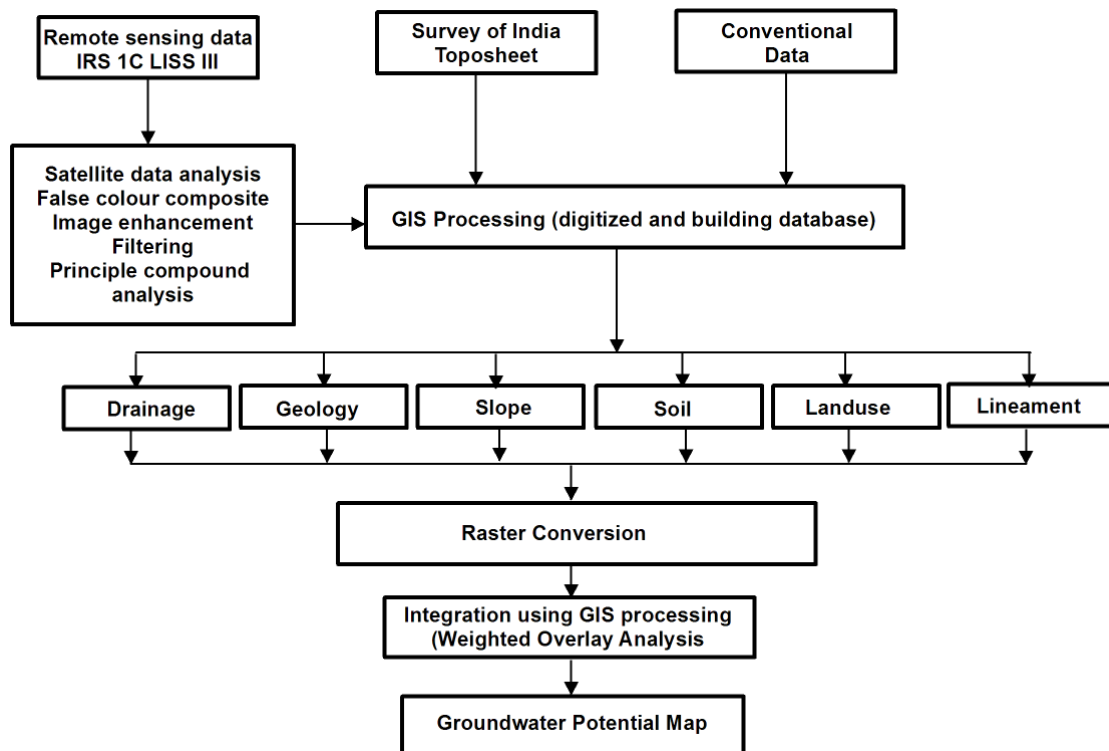 Remote sensing data
IRS 1C LISS III
Survey of India
Toposheet
Conventional
Data
Satellite data analysis
False colour composite
Image enhancement
Filtering
Principle compound
analysis
GIS Processing (digitized and building database)
Drainage
Geology
Slope
Soil
Landuse
Lineament
Raster Conversion
Integration using GIS processing
(Weighted Overlay Analysis
Groundwater Potential Map